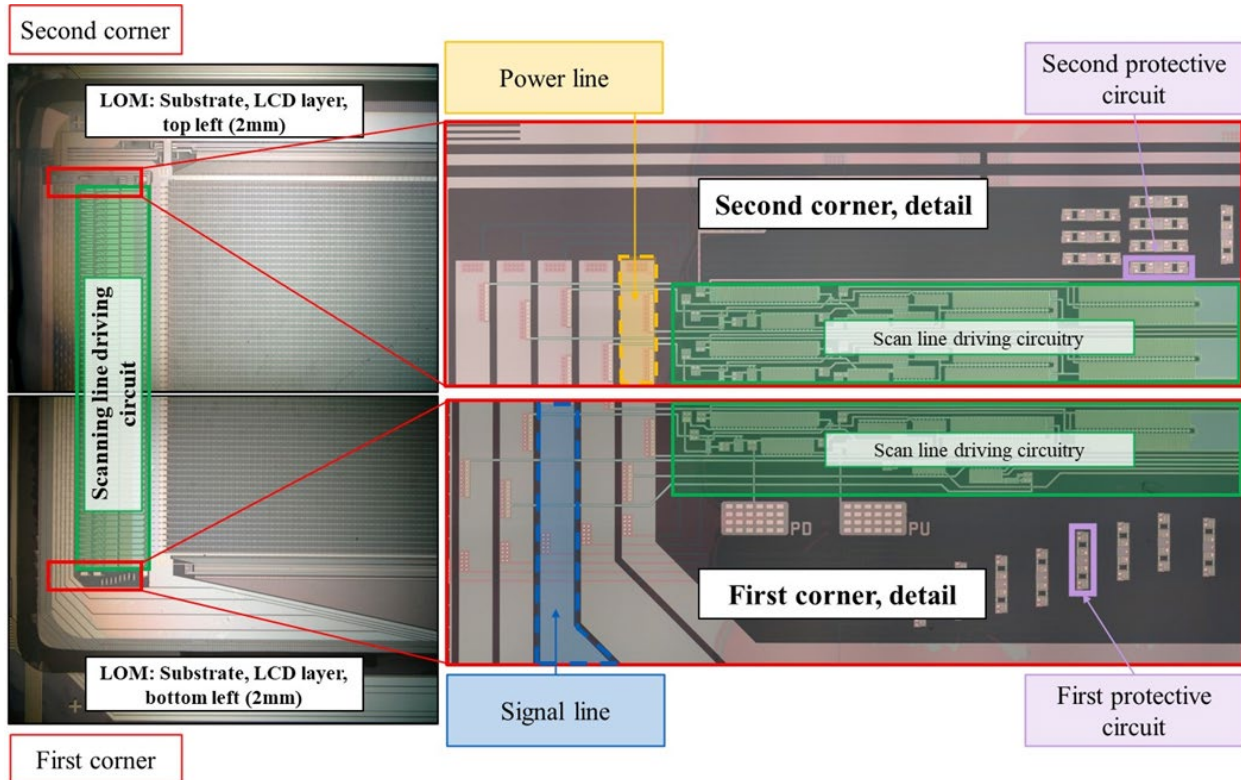 Second corner
LOM: Substrate, LCD layer,
top left (2mm)
Power line
Second protective
circuit
Second corner, detail
Scan line driving circuitry
Scanning line driving
circuit
Scan line driving circuitry
PD
PU
First corner, detail
LOM: Substrate, LCD layer,
bottom left (2mm)
Signal line
First protective
circuit
First corner